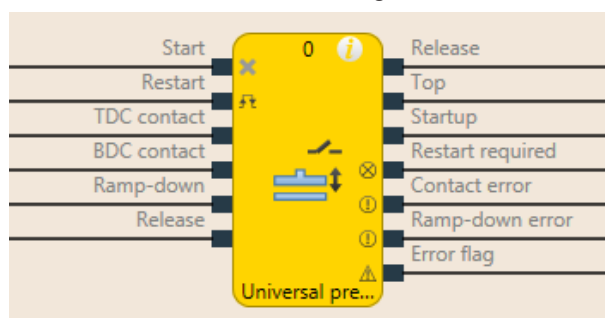 Start
Restart
TDC contact
BDC contact
Ramp-down
Release
0
i
Universal pre...
Release
Top
Startup
Restart required
Contact error
Ramp-down error
Error flag